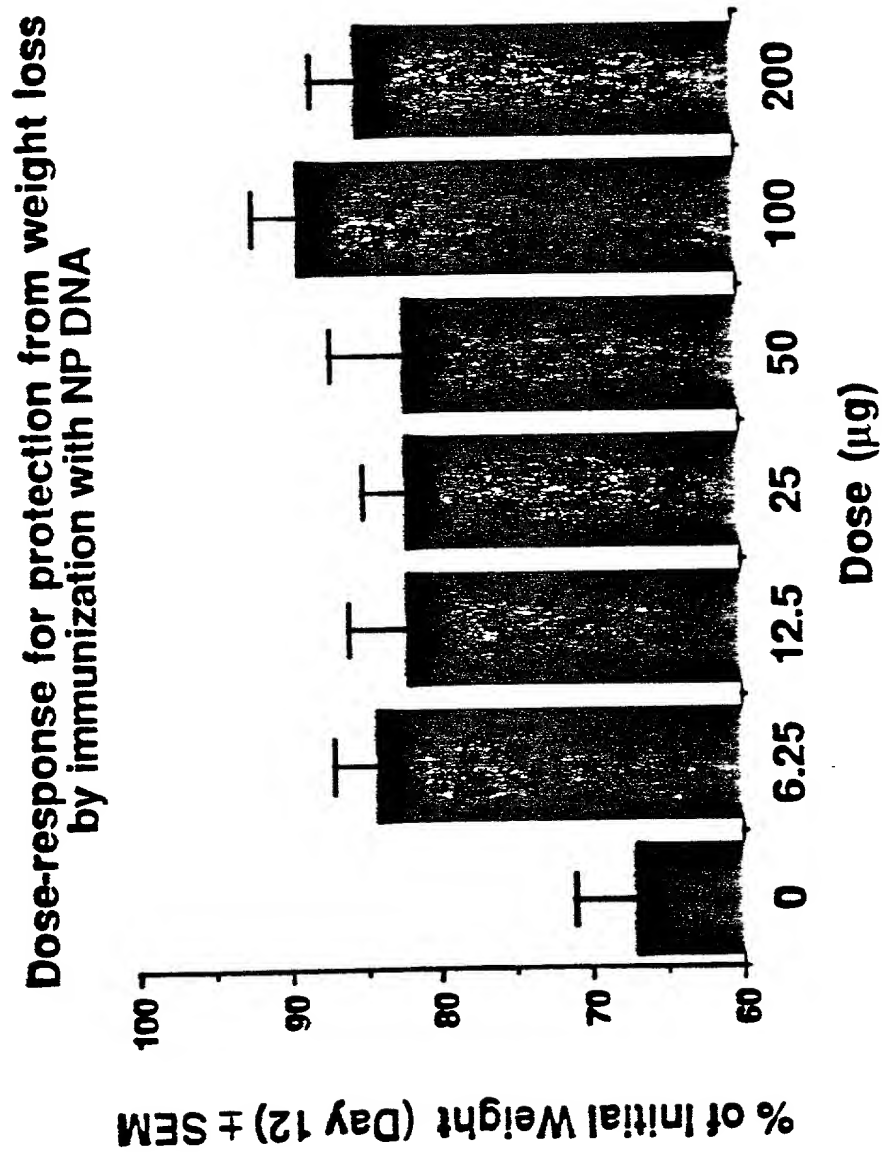 Dose-response for protection from weight loss
by immunization with NP DNA
% of Initial Weight (Day 12) ± SEM
100
90
80
70
60
0 6.25 12.5 25 50 100 200
Dose (µg)